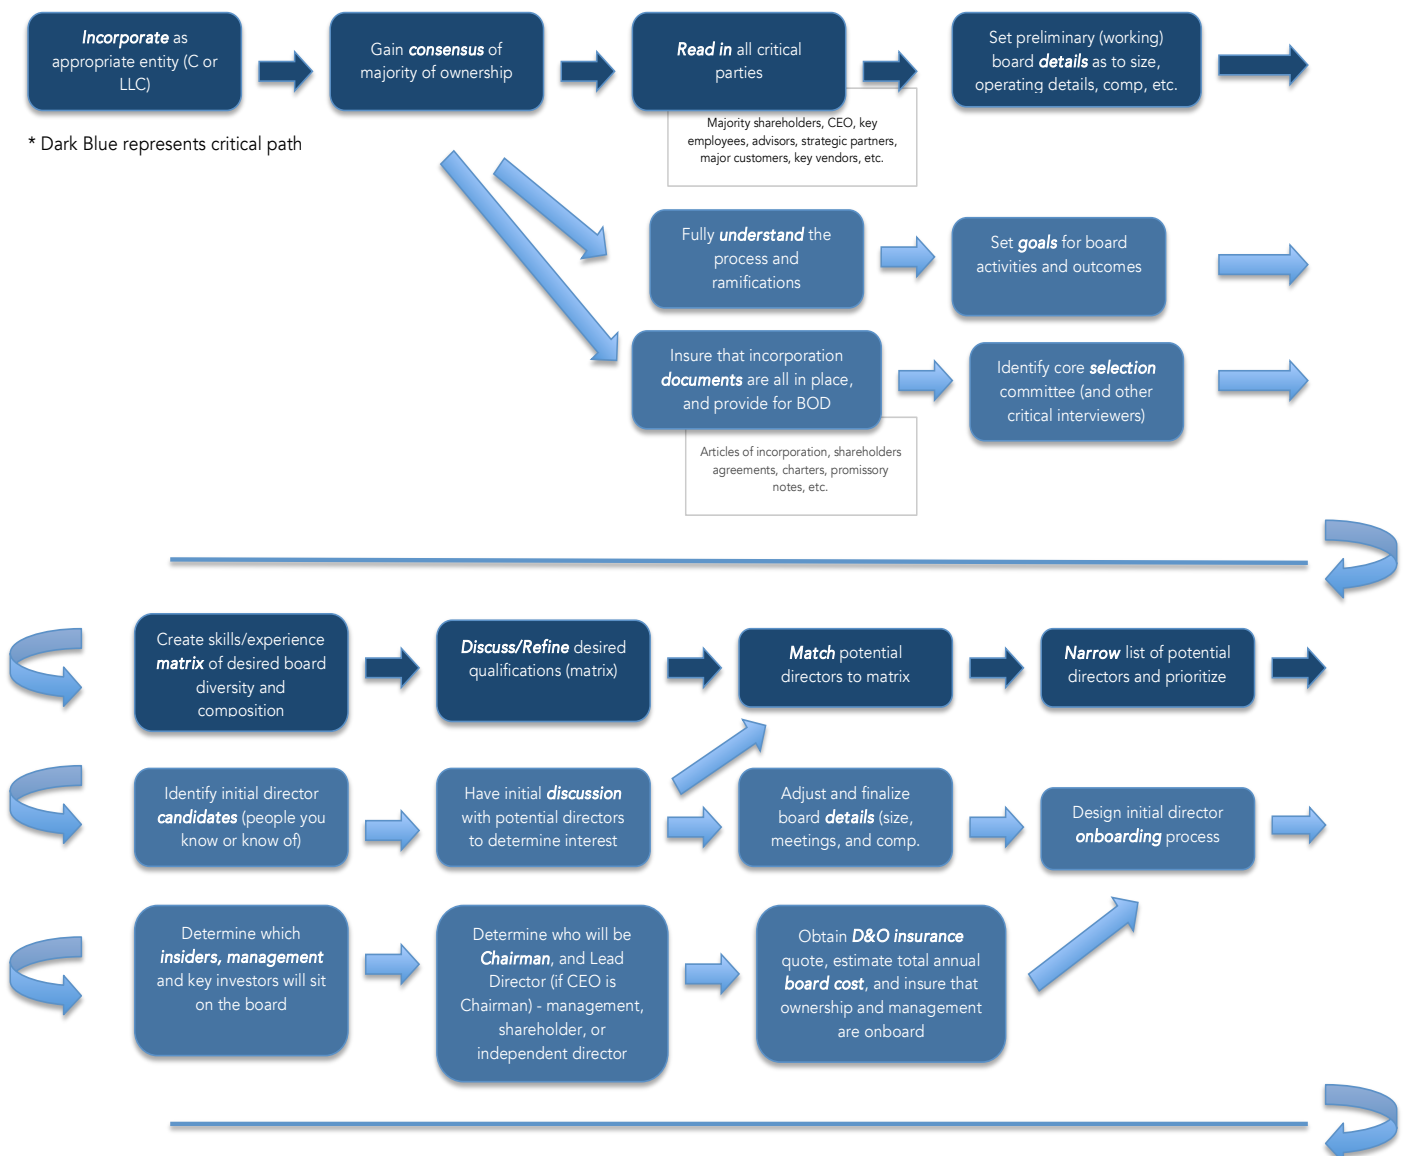 Incorporate as
appropriate entity (C or
LLC)
Gain consensus of
majority of ownership
Read in all critical
parties
Set preliminary (working)
board details as to size,
operating details, comp, etc.
* Dark Blue represents critical path
Majority shareholders, CEO, key
employees, advisors, strategic partners,
major customers, key vendors, etc.
Fully understand the
process and
ramifications
Set goals for board
activities and outcomes
Insure that incorporation
documents are all in place,
and provide for BOD
Identify core selection
committee (and other
critical interviewers)
Articles of incorporation, shareholders
agreements, charters, promissory
notes, etc.
Create skills/experience
matrix of desired board
diversity and
composition
Discuss/Refine desired
qualifications (matrix)
Match potential
directors to matrix
Narrow list of potential
directors and prioritize
Identify initial director
candidates (people you
know or know of)
Have initial discussion
with potential directors
to determine interest
Adjust and finalize
board details (size,
meetings, and comp.
Design initial director
onboarding process
Determine which
insiders, management
and key investors will sit
on the board
Determine who will be
Chairman, and Lead
Director (if CEO is
Chairman) - management,
shareholder, or
independent director
Obtain D&O insurance
quote, estimate total annual
board cost, and insure that
ownership and management
are onboard